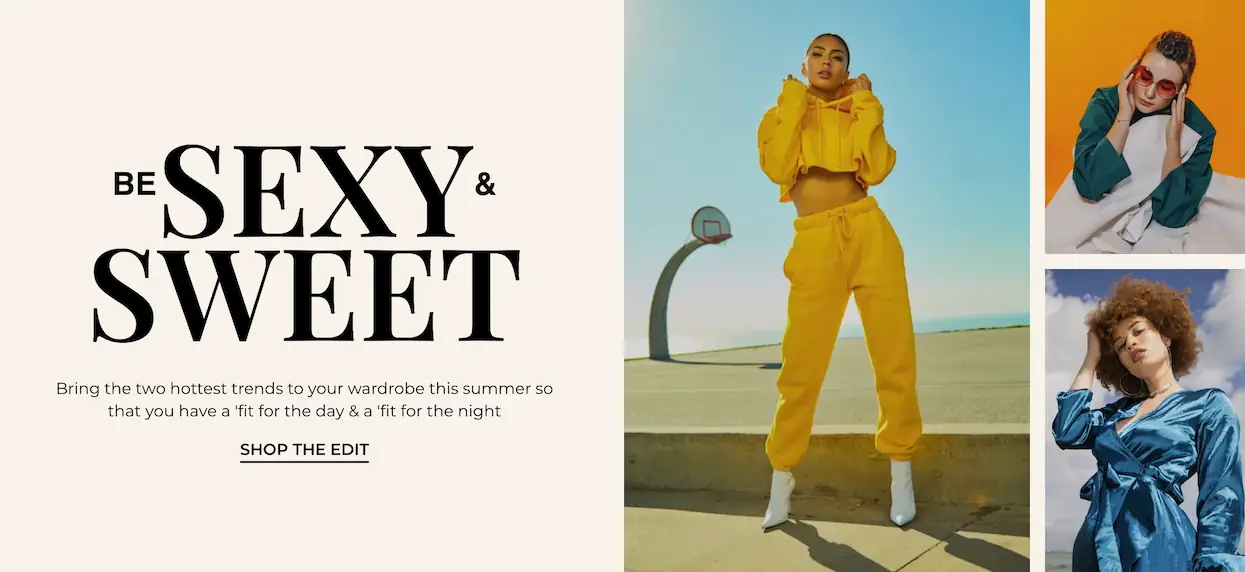 BE SEXY &
SWEET
Bring the two hottest trends to your wardrobe this summer so
that you have a 'fit for the day & a 'fit for the night
SHOP THE EDIT